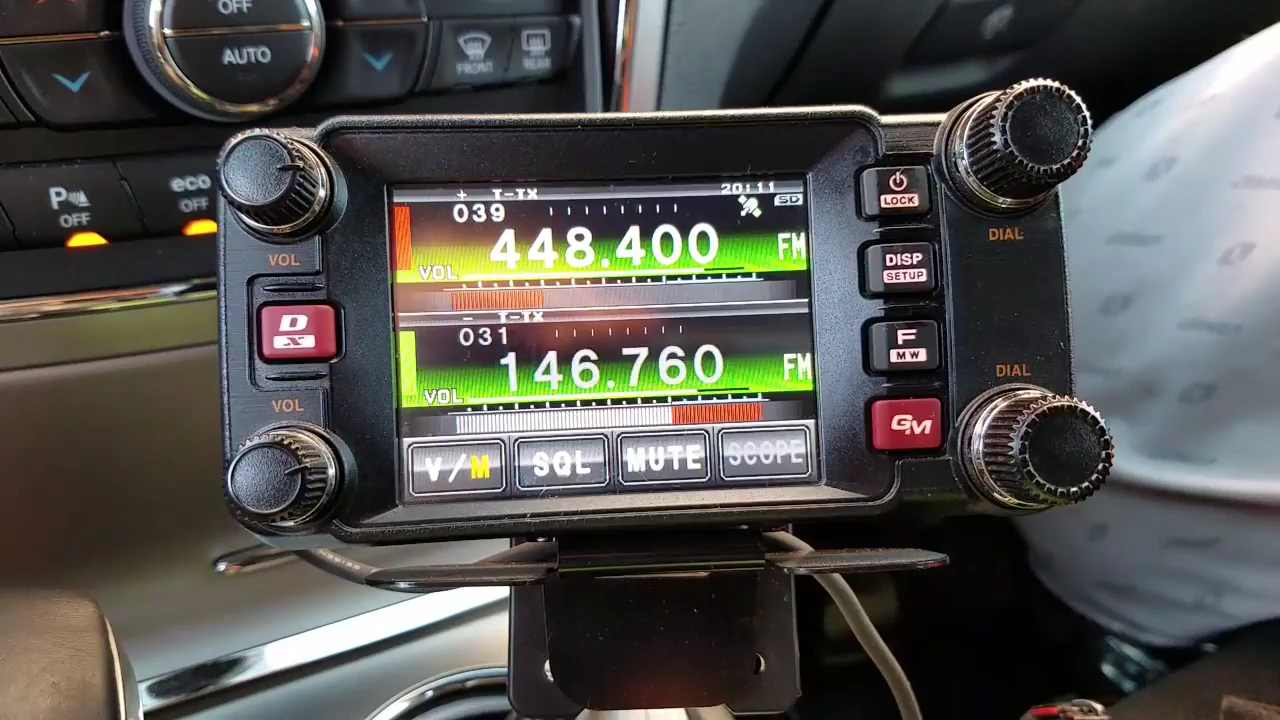 OFF
AUTO
FRONT
REAR
P
OFF
eco
OFF
VOL
D
X
VOL
+ T-TX
20:11
039
SD
448.400
FM
VOL
- T-TX
031
146.760
FM
VOL
V/M
SQL
MUTE
SCOPE
LOCK
DISP
SETUP
F
MW
GM
DIAL
DIAL